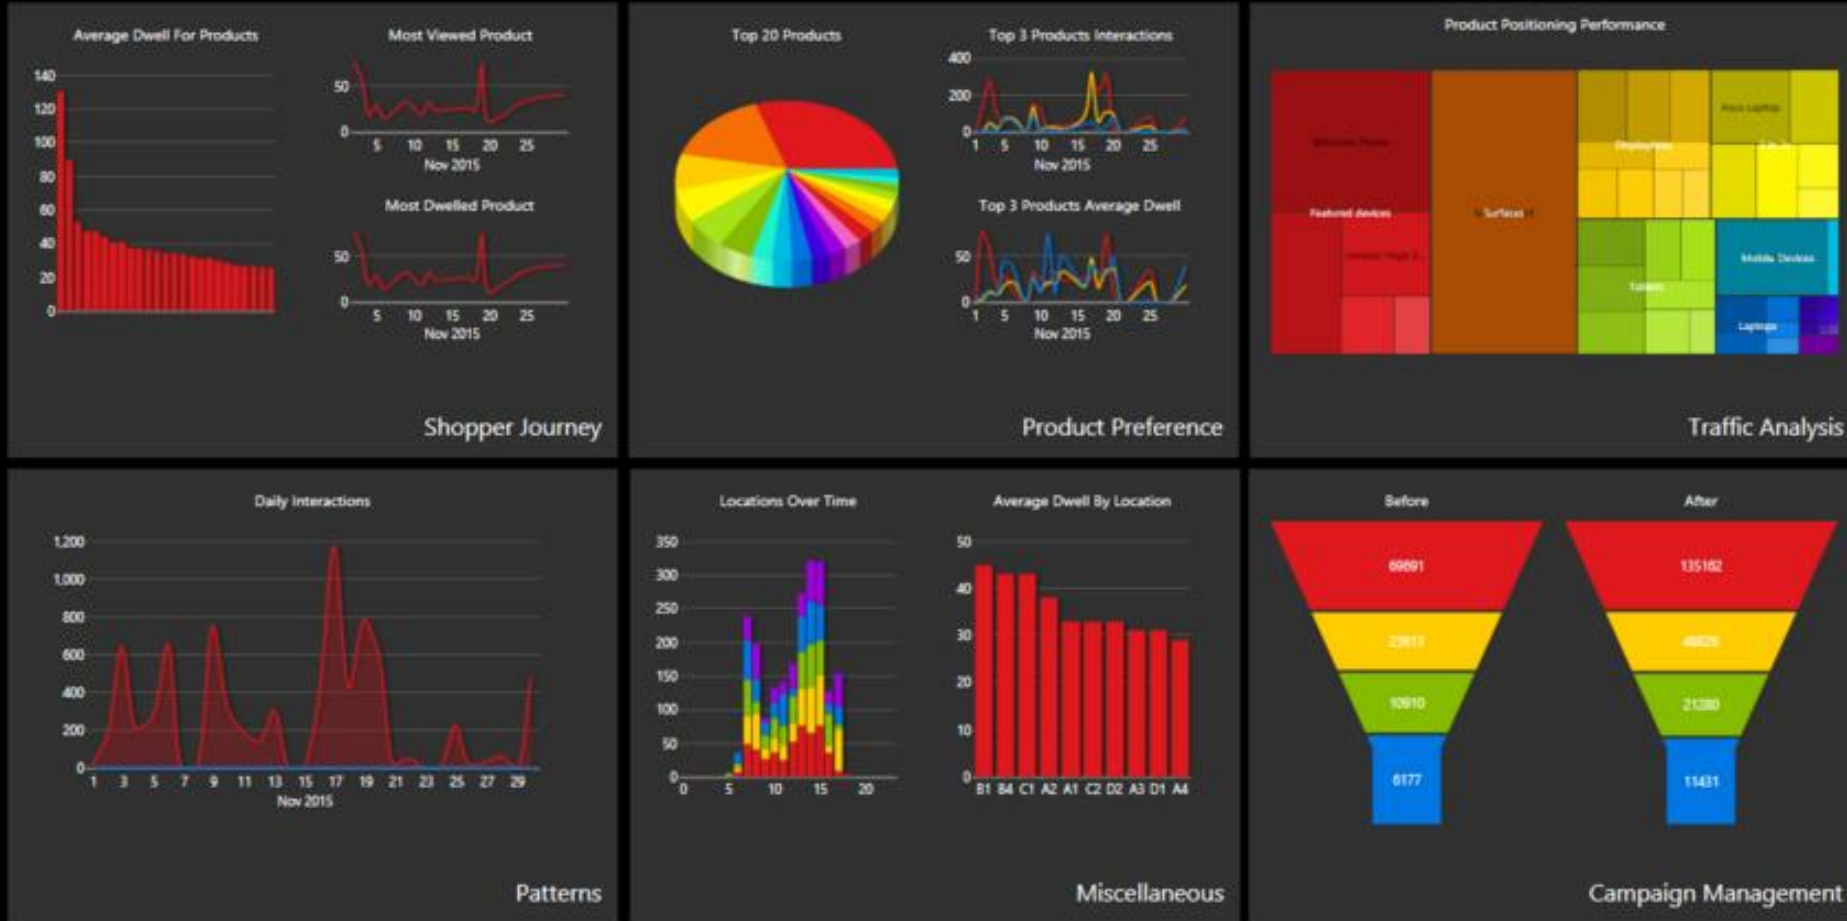 Average Dwell For Products
140
120
100
80
60
40
20
0
Most Viewed Product
50
0
5 10 15 20 25
Nov 2015
Most Dwelled Product
50
0
5 10 15 20 25
Nov 2015
Shopper Journey
Top 20 Products
Top 3 Products Interactions
400
200
0
1 5 10 15 20 25
Nov 2015
Top 3 Products Average Dwell
50
0
1 5 10 15 20 25
Nov 2015
Product Preference
Product Positioning Performance
Featured devices
Surfaces
Tablets
Mobile Devices
Laptops
Traffic Analysis
Daily Interactions
1,200
1,000
800
600
400
200
0
1 3 5 7 9 11 13 15 17 19 21 23 25 27 29
Nov 2015
Patterns
Locations Over Time
350
300
250
200
150
100
50
0
0 5 10 15 20
Average Dwell By Location
50
40
30
20
10
0
B1 B4 C1 A2 A1 C2 D2 A3 D1 A4
Miscellaneous
Before
69691
10910
6177
After
135162
21280
11431
Campaign Management